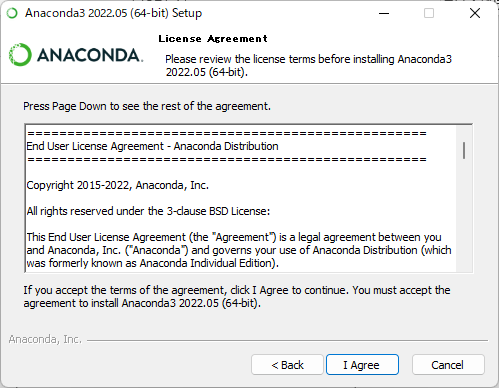 Anaconda3 2022.05 (64-bit) Setup
License Agreement
Please review the license terms before installing Anaconda3
2022.05 (64-bit).
ANACONDA.
Press Page Down to see the rest of the agreement.
====================================================
End User License Agreement - Anaconda Distribution
====================================================
Copyright 2015-2022, Anaconda, Inc.
All rights reserved under the 3-clause BSD License:
This End User License Agreement (the "Agreement") is a legal agreement between you
and Anaconda, Inc. ("Anaconda") and governs your use of Anaconda Distribution (which
was formerly known as Anaconda Individual Edition).
If you accept the terms of the agreement, click I Agree to continue. You must accept the
agreement to install Anaconda3 2022.05 (64-bit).
Anaconda, Inc.
< Back
I Agree
Cancel